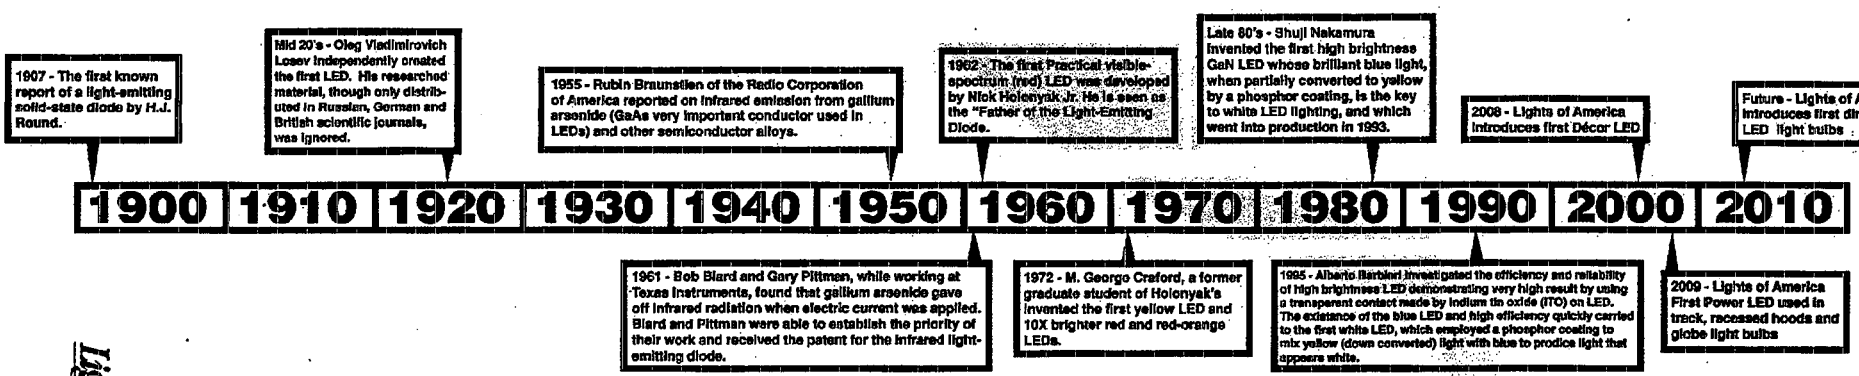 1907 - The first known
report of a light-emitting
solid-state diode by H.J.
Round.
Mid 20's - Oleg Vladimirovich
Losev independently created
the first LED. His researched
material, though only distrib-
uted in Russian, German and
British scientific journals,
was ignored.
1955 - Rubin Braunstien of the Radio Corporation
of America reported on infrared emission from gallium
arsenide (GaAs very important conductor used in
LEDs) and other semiconductor alloys.
1962 - The first Practical visible-
spectrum (red) LED was developed
by Nick Holonyak Jr. He is seen as
the "Father of the Light-Emitting
Diode.
Late 80's - Shuji Nakamura
invented the first high brightness
GaN LED whose brilliant blue light,
when partially converted to yellow
by a phosphor coating, is the key
to white LED lighting, and which
went into production in 1993.
2008 - Lights of America
introduces first Décor LED
Future - Lights of A
introduces first dim
LED light bulbs
1900 1910 1920 1930 1940 1950 1960 1970 1980 1990 2000 2010
1961 - Bob Biard and Gary Pittman, while working at
Texas Instruments, found that gallium arsenide gave
off infrared radiation when electric current was applied.
Biard and Pittman were able to establish the priority of
their work and received the patent for the infrared light-
emitting diode.
1972 - M. George Craford, a former
graduate student of Holonyak's
invented the first yellow LED and
10X brighter red and red-orange
LEDs.
1995 - Alberto Barbieri investigated the efficiency and reliability
of high brightness LED demonstrating very high result by using
a transparent contact made by indium tin oxide (ITO) on LED.
The existance of the blue LED and high efficiency quickly carried
to the first white LED, which employed a phosphor coating to
mix yellow (down converted) light with blue to prodice light that
appears white.
2009 - Lights of America
First Power LED used in
track, recessed hoods and
globe light bulbs